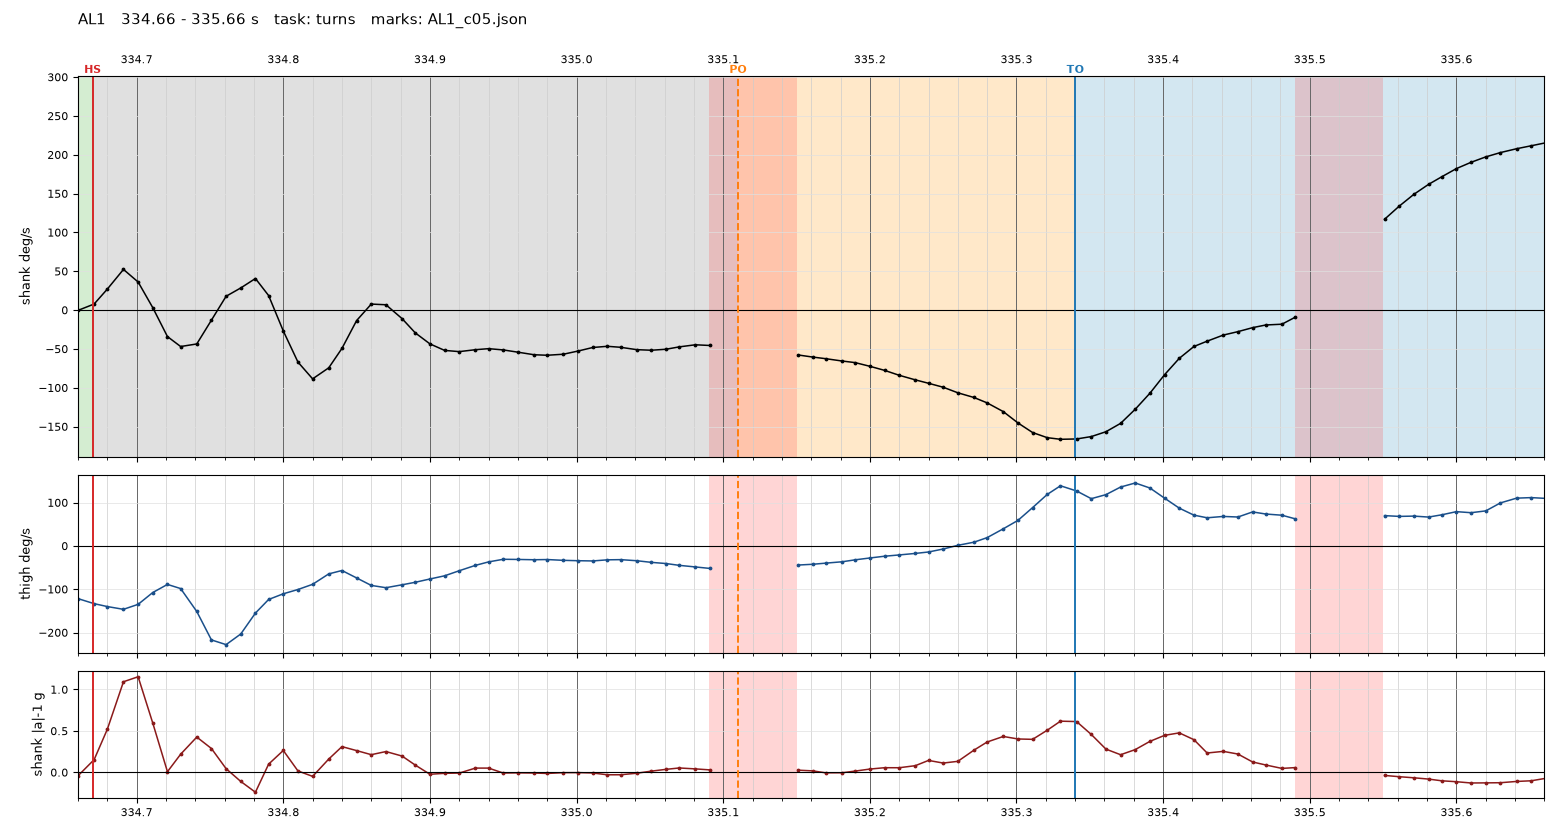 AL1   334.66 - 335.66 s   task: turns   marks: AL1_c05.json
334.7 334.8 334.9 335.0 335.1 335.2 335.3 335.4 335.5 335.6
HS PO TO
300
250
200
150
100
50
0
−50
−100
−150
shank deg/s
100
0
−100
−200
thigh deg/s
1.0
0.5
0.0
shank |a|-1 g
334.7 334.8 334.9 335.0 335.1 335.2 335.3 335.4 335.5 335.6